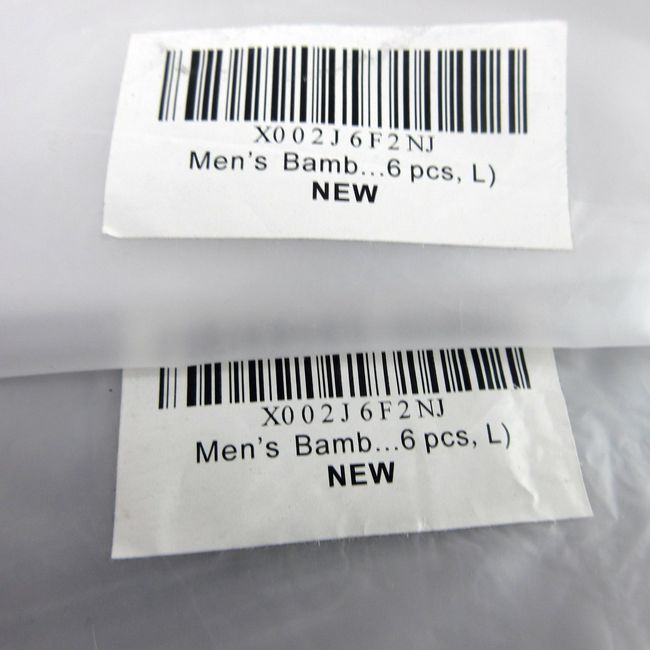 X002J6F2NJ
Men's Bamb...6 pcs, L)
NEW
X002J6F2NJ
Men's Bamb...6 pcs, L)
NEW